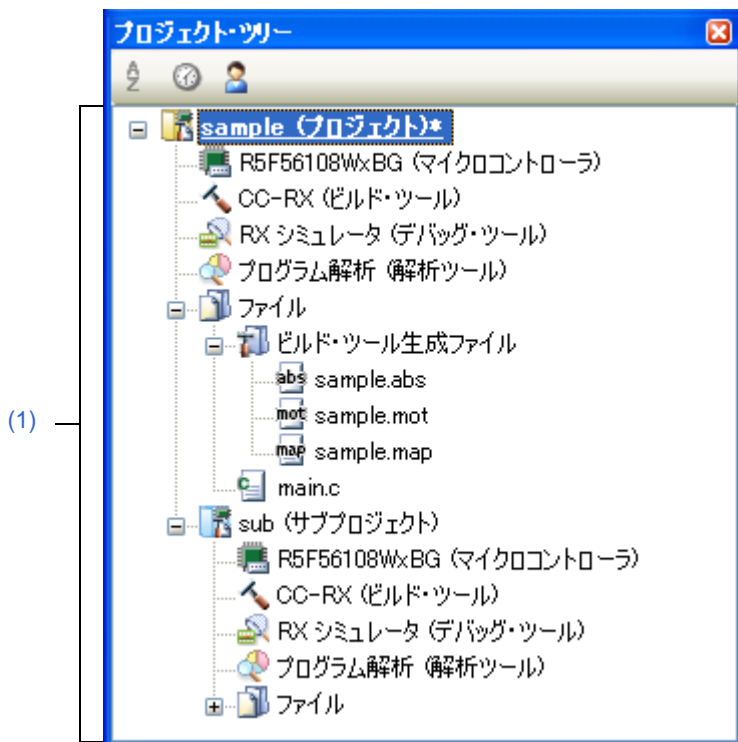 プロジェクト・ツリー
A
Z
(1)
sample (プロジェクト)*
R5F56108WxBG (マイクロコントローラ)
CC-RX (ビルド・ツール)
RX シミュレータ (デバッグ・ツール)
プログラム解析 (解析ツール)
ファイル
ビルド・ツール生成ファイル
abs sample.abs
mot sample.mot
map sample.map
c main.c
sub (サブプロジェクト)
R5F56108WxBG (マイクロコントローラ)
CC-RX (ビルド・ツール)
RX シミュレータ (デバッグ・ツール)
プログラム解析 (解析ツール)
ファイル